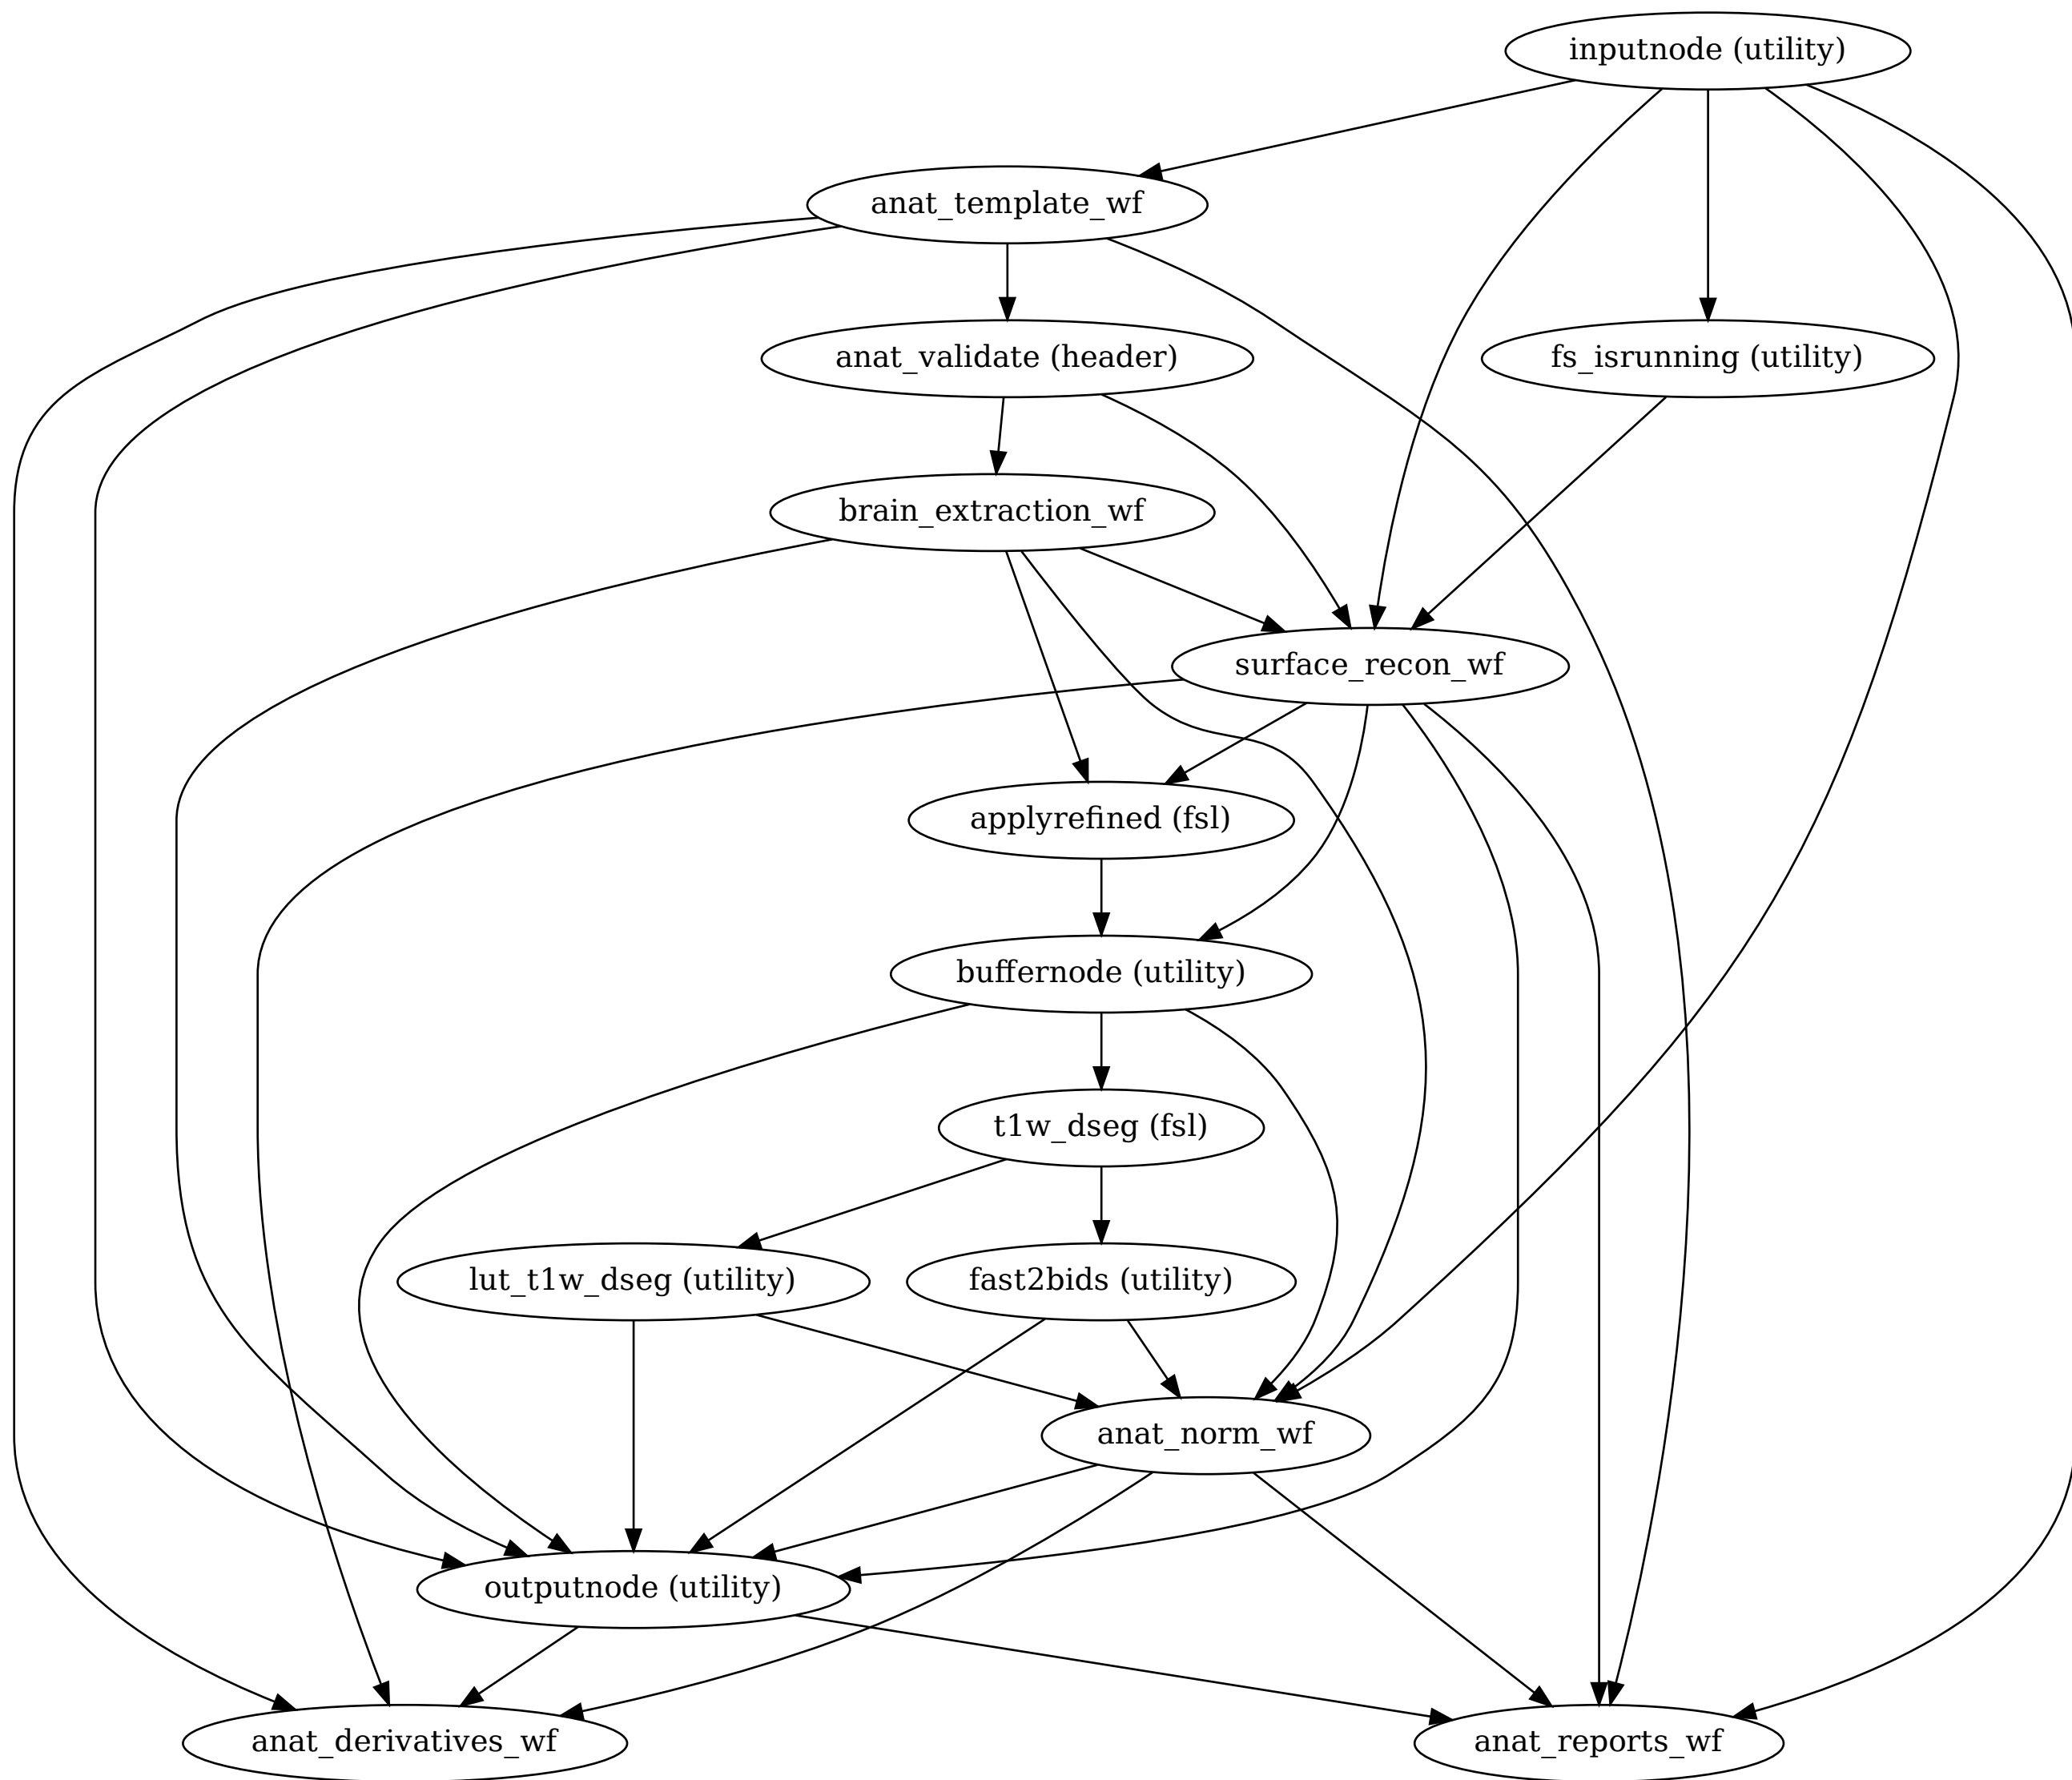 inputnode (utility)
anat_template_wf
anat_validate (header)
fs_isrunning (utility)
brain_extraction_wf
surface_recon_wf
applyrefined (fsl)
buffernode (utility)
t1w_dseg (fsl)
lut_t1w_dseg (utility)
fast2bids (utility)
anat_norm_wf
outputnode (utility)
anat_derivatives_wf
anat_reports_wf